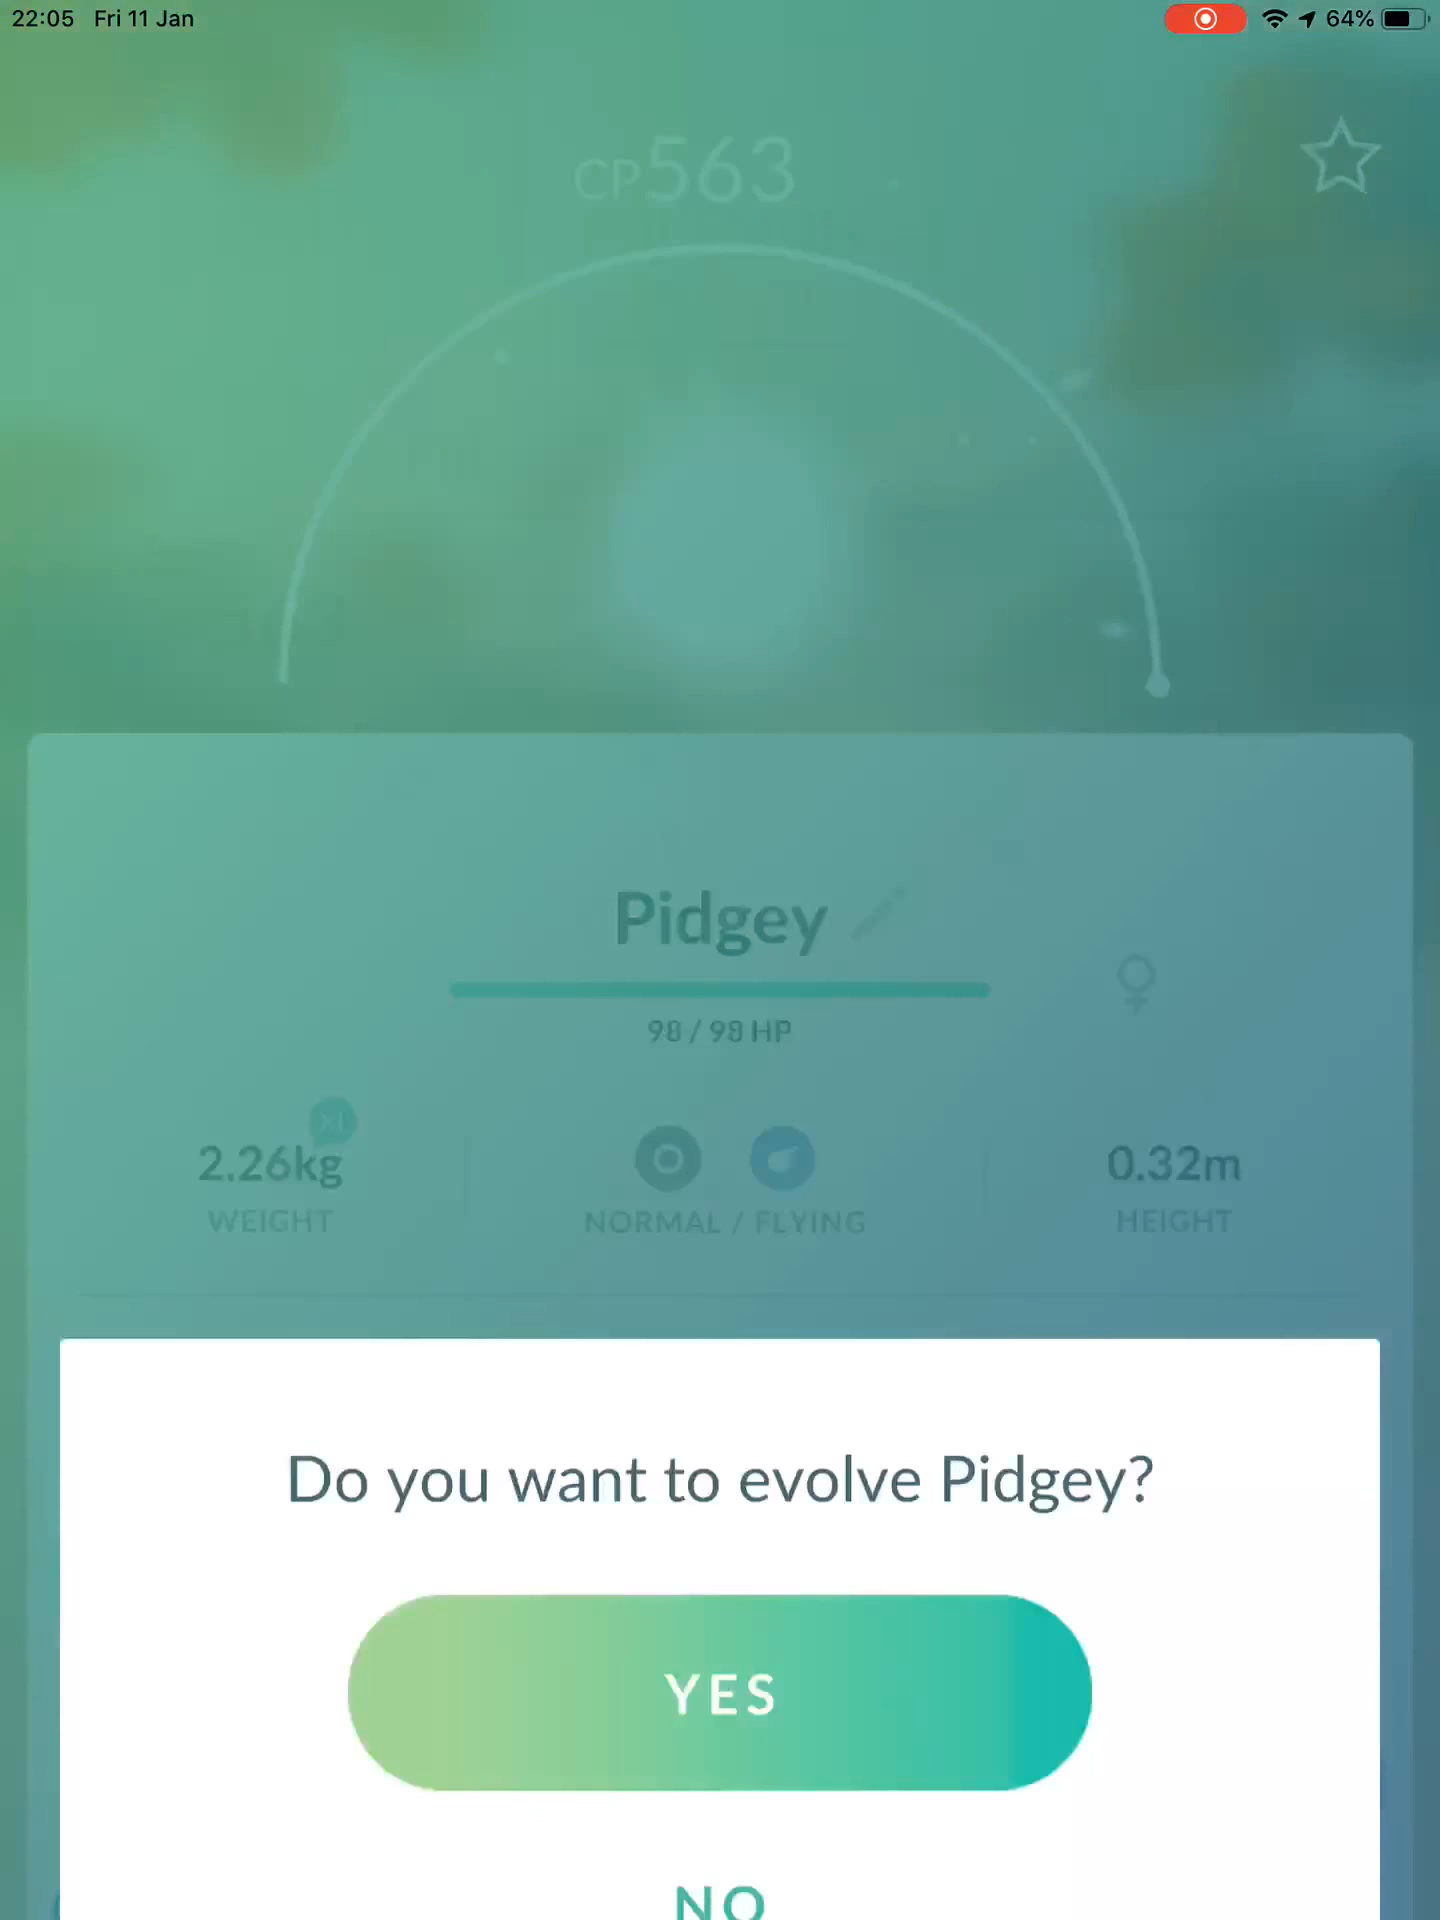 22:05 Fri 11 Jan 64%
CP563
Pidgey
98 / 98 HP
XL
2.26kg
WEIGHT
NORMAL / FLYING
0.32m
HEIGHT
Do you want to evolve Pidgey?
YES
NO